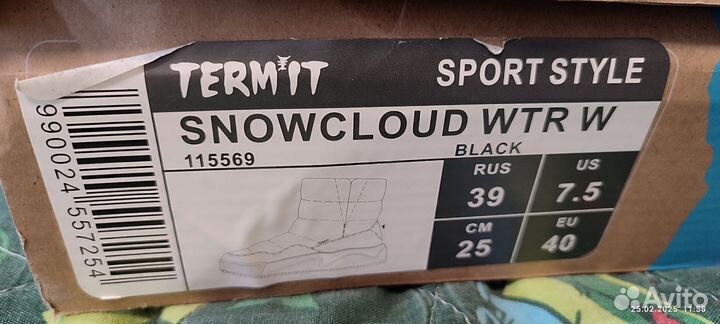 TERMIT
SPORT STYLE
SNOWCLOUD WTR W
115569
BLACK
RUS
US
39
7.5
CM
EU
25
40
990024557254
Avito
25.02.2025 11:58